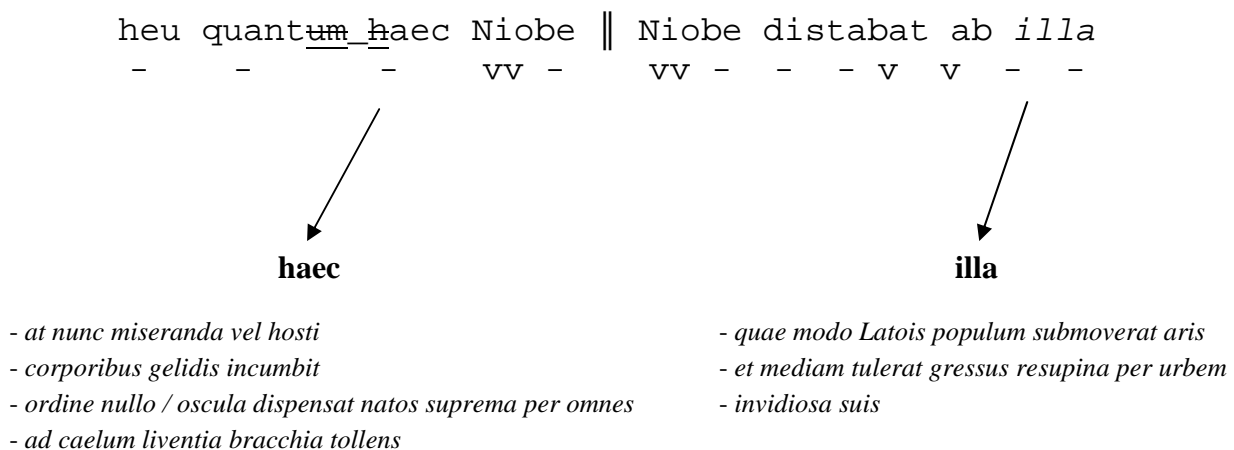 heu quantum_haec Niobe ‖ Niobe distabat ab illa
- - - vv - vv - - - v v - -
haec illa
- at nunc miseranda vel hosti - quae modo Latois populum submoverat aris
- corporibus gelidis incumbit - et mediam tulerat gressus resupina per urbem
- ordine nullo / oscula dispensat natos suprema per omnes - invidiosa suis
- ad caelum liventia bracchia tollens